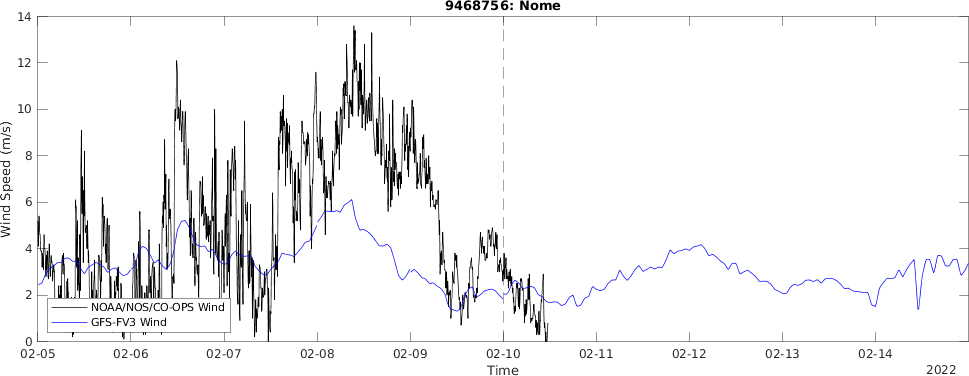 9468756: Nome
14
12
10
8
6
4
2
0
Wind Speed (m/s)
NOAA/NOS/CO-OPS Wind
GFS-FV3 Wind
02-05 02-06 02-07 02-08 02-09 02-10 02-11 02-12 02-13 02-14
Time
2022